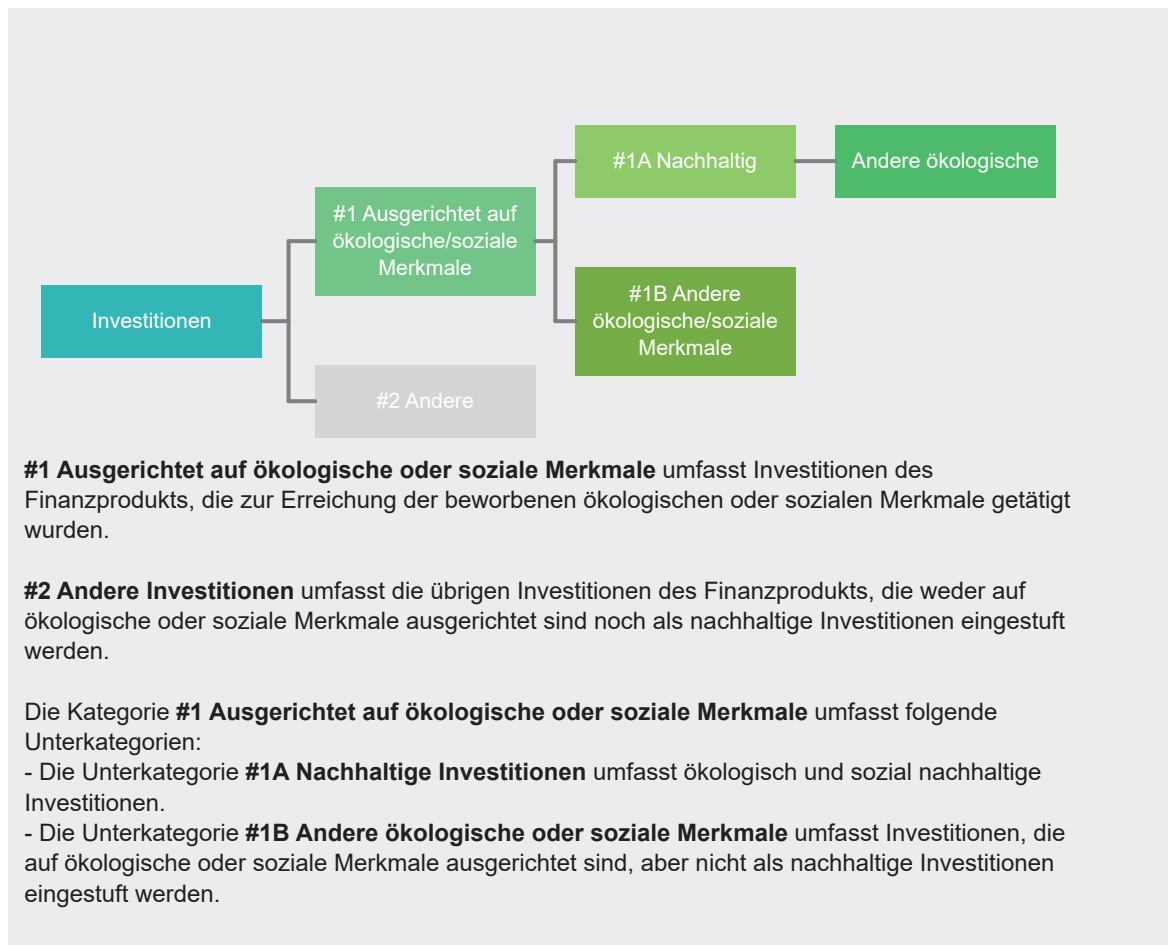 #1A Nachhaltig
Andere ökologische
#1 Ausgerichtet auf
ökologische/soziale
Merkmale
#1B Andere
ökologische/soziale
Merkmale
Investitionen
#2 Andere
#1 Ausgerichtet auf ökologische oder soziale Merkmale umfasst Investitionen des
Finanzprodukts, die zur Erreichung der beworbenen ökologischen oder sozialen Merkmale getätigt
wurden.
#2 Andere Investitionen umfasst die übrigen Investitionen des Finanzprodukts, die weder auf
ökologische oder soziale Merkmale ausgerichtet sind noch als nachhaltige Investitionen eingestuft
werden.
Die Kategorie #1 Ausgerichtet auf ökologische oder soziale Merkmale umfasst folgende
Unterkategorien:
- Die Unterkategorie #1A Nachhaltige Investitionen umfasst ökologisch und sozial nachhaltige
Investitionen.
- Die Unterkategorie #1B Andere ökologische oder soziale Merkmale umfasst Investitionen, die
auf ökologische oder soziale Merkmale ausgerichtet sind, aber nicht als nachhaltige Investitionen
eingestuft werden.